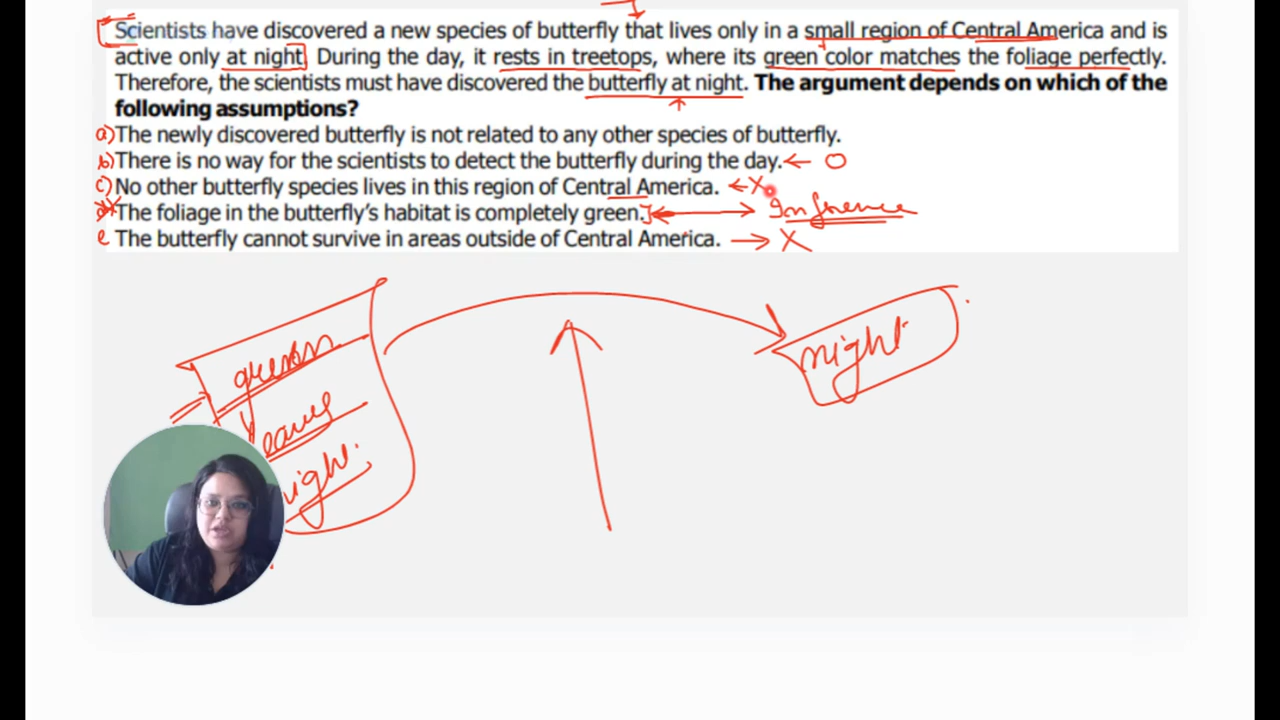 Scientists have discovered a new species of butterfly that lives only in a small region of Central America and is
active only at night. During the day, it rests in treetops, where its green color matches the foliage perfectly.
Therefore, the scientists must have discovered the butterfly at night. The argument depends on which of the
following assumptions?
a) The newly discovered butterfly is not related to any other species of butterfly.
b) There is no way for the scientists to detect the butterfly during the day. ← O
c) No other butterfly species lives in this region of Central America. ← X
The foliage in the butterfly's habitat is completely green. Inference
e The butterfly cannot survive in areas outside of Central America. → X
green
night